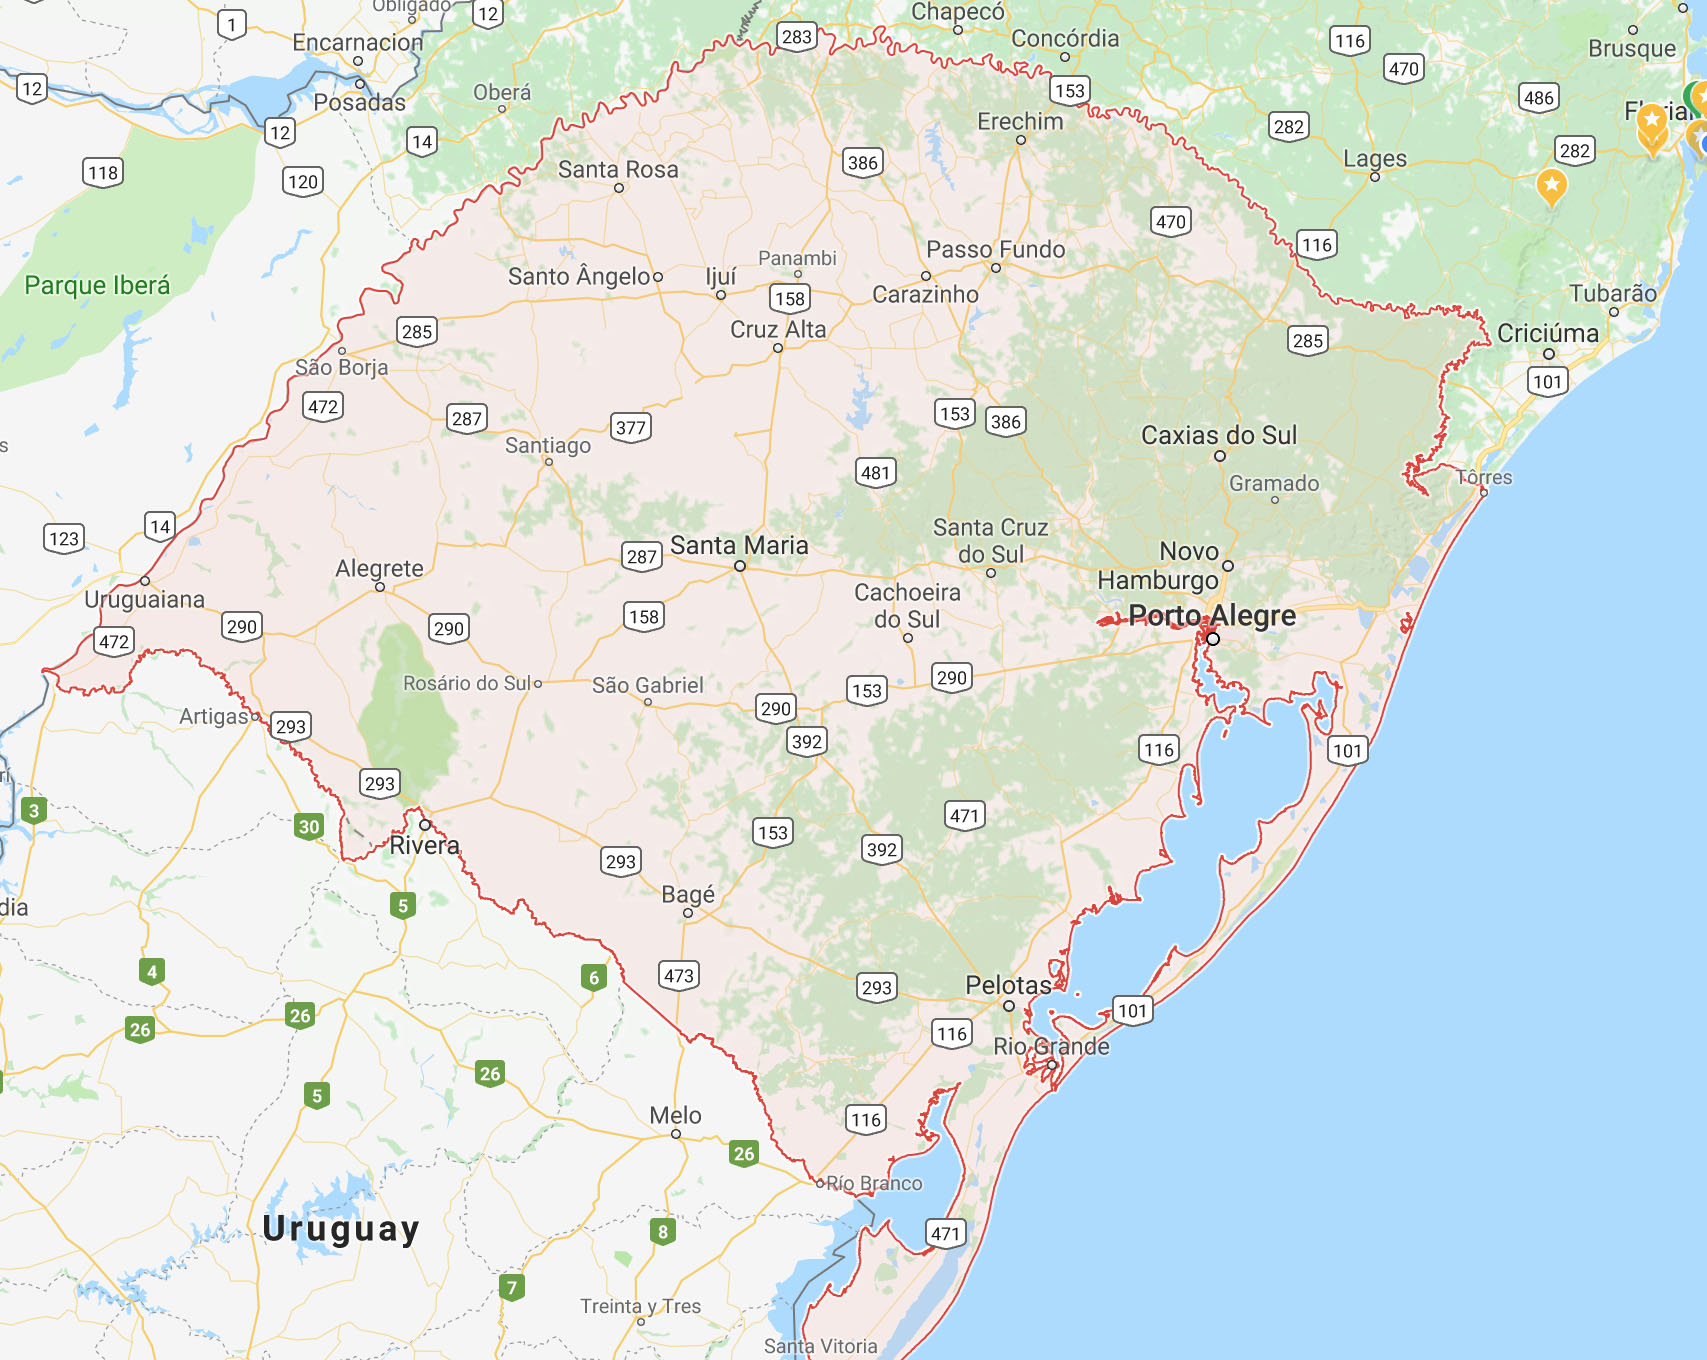 Obligado
12
283
Chapecó
1
Encarnacion
Concórdia
116
Brusque
470
12
Posadas
Oberá
153
486
Erechim
12
14
282
386
Lages
282
118
120
Santa Rosa
470
116
Passo Fundo
Panambi
Santo Ângelo
Ijuí
Parque Iberá
158
Carazinho
Tubarão
285
Cruz Alta
285
Criciúma
São Borja
101
472
287
377
153
386
Caxias do Sul
Santiago
481
Tôrres
Gramado
14
123
Santa Cruz
do Sul
287
Santa Maria
Novo
Hamburgo
Alegrete
Cachoeira
do Sul
Uruguaiana
158
Porto Alegre
290
290
472
Rosário do Sul
São Gabriel
153
290
290
Artigas
293
392
116
101
293
3
30
153
471
Rivera
293
392
5
Bagé
dia
4
6
473
293
Pelotas
26
26
101
116
Rio Grande
26
5
Melo
116
26
Río Branco
Uruguay
8
471
7
Treinta y Tres
Santa Vitoria